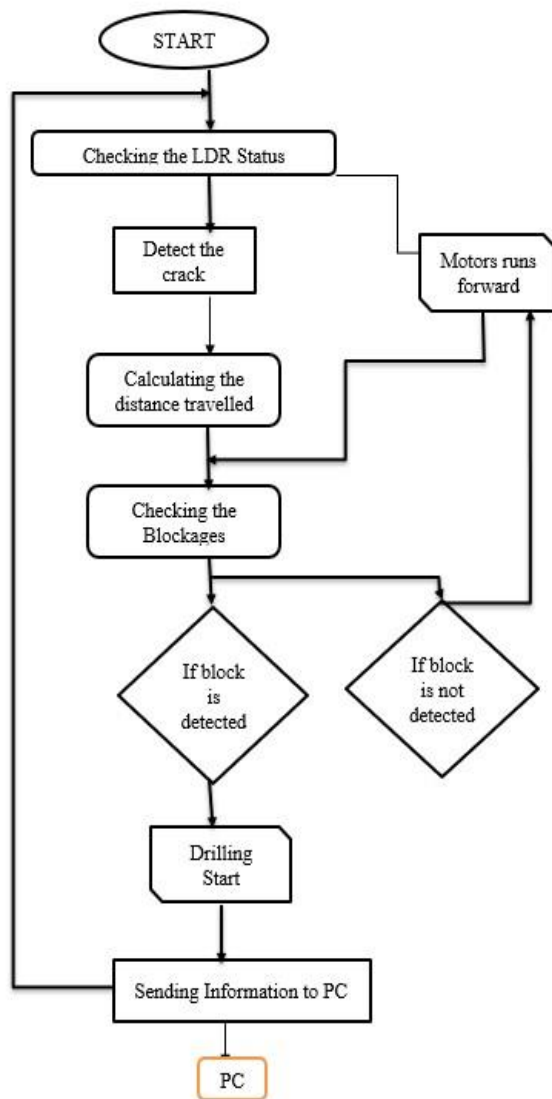 START
Checking the LDR Status
Detect the
crack
Motors runs
forward
Calculating the
distance travelled
Checking the
Blockages
If block
is
detected
If block
is not
detected
Drilling
Start
Sending Information to PC
PC